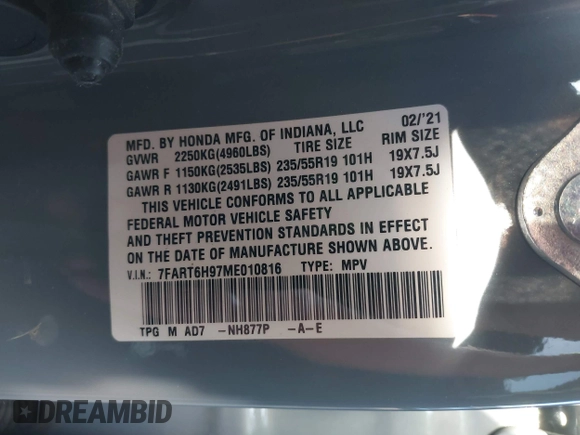 MFD. BY HONDA MFG. OF INDIANA, LLC 02/'21
GVWR 2250KG(4960LBS) TIRE SIZE RIM SIZE
GAWR F 1150KG(2535LBS) 235/55R19 101H 19X7.5J
GAWR R 1130KG(2491LBS) 235/55R19 101H 19X7.5J
THIS VEHICLE CONFORMS TO ALL APPLICABLE
FEDERAL MOTOR VEHICLE SAFETY
AND THEFT PREVENTION STANDARDS IN EFFECT
ON THE DATE OF MANUFACTURE SHOWN ABOVE.
V.I.N.: 7FART6H97ME010816 TYPE: MPV
TPG M AD7 -NH877P -A-E
DREAMBID